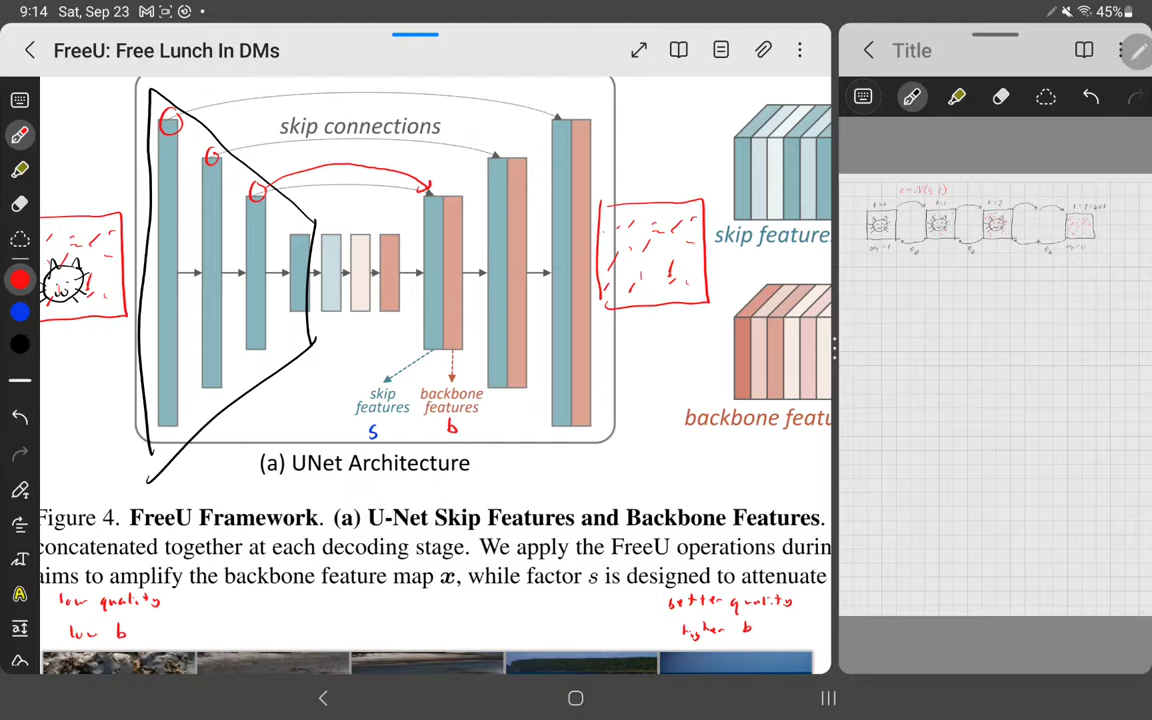 9:14 Sat, Sep 23
45%
FreeU: Free Lunch In DMs
Title
skip connections
skip features
backbone features
s
b
(a) UNet Architecture
skip feature
backbone featu
Figure 4. FreeU Framework. (a) U-Net Skip Features and Backbone Features.
concatenated together at each decoding stage. We apply the FreeU operations durin
aims to amplify the backbone feature map x, while factor s is designed to attenuate
low quality
low b
better quality
higher b
t=0
t=1
t=2